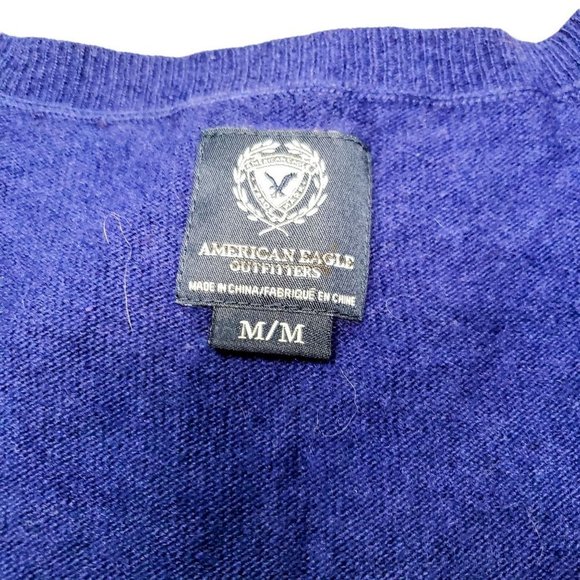 AMERICAN EAGLE
OUTFITTERS
MADE IN CHINA/FABRIQUÉ EN CHINE
M/M